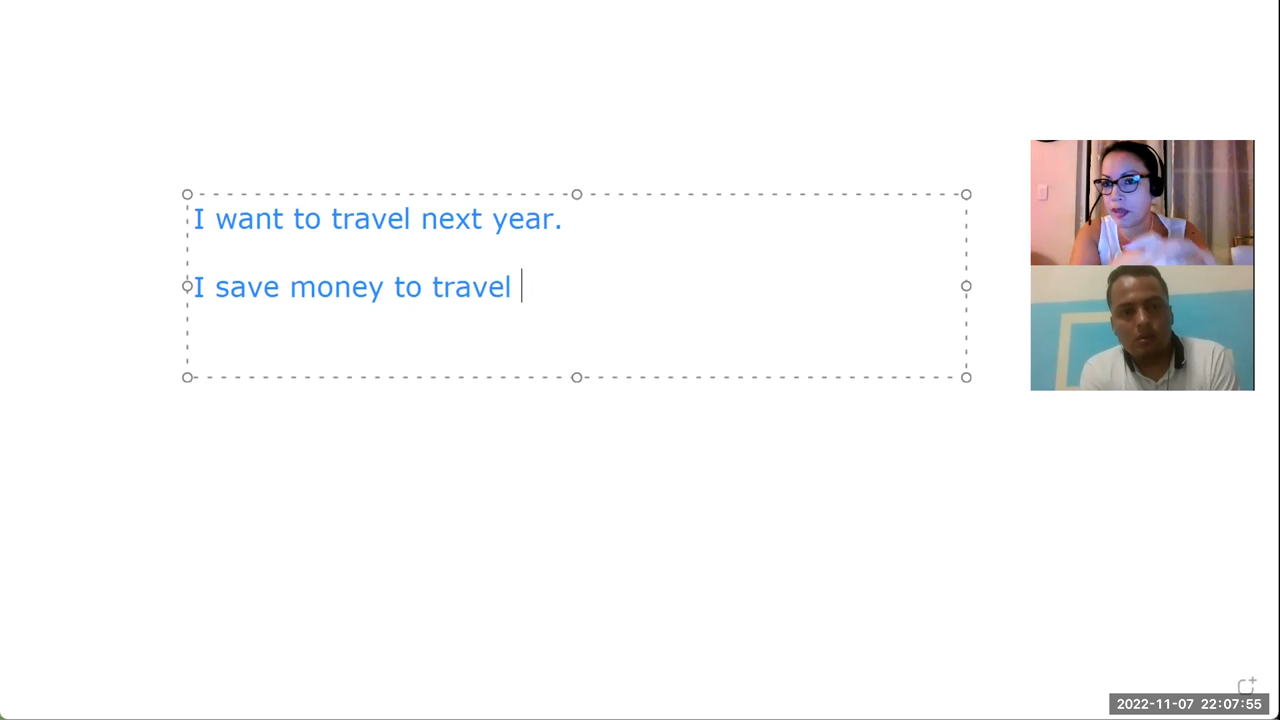 I want to travel next year.
I save money to travel
2022-11-07 22:07:55